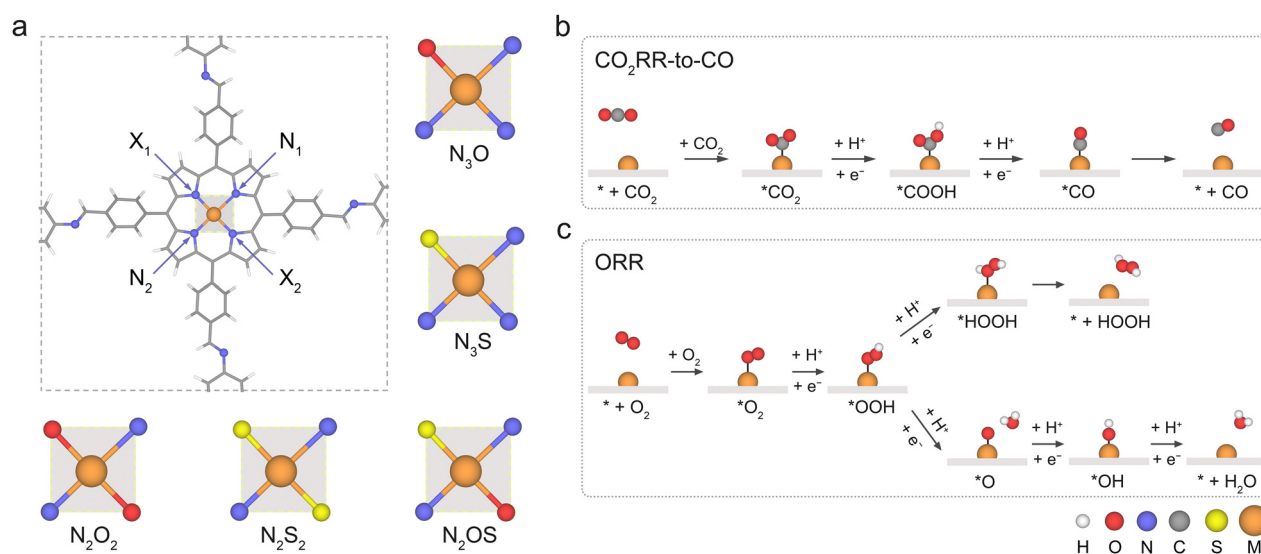 a
X₁
N₁
N₂
X₂
N₃O
N₃S
N₂O₂
N₂S₂
N₂OS
b
CO₂RR-to-CO
* + CO₂
+ CO₂
*CO₂
+ H⁺
+ e⁻
*COOH
+ H⁺
+ e⁻
*CO
* + CO
c
ORR
* + O₂
+ O₂
*O₂
+ H⁺
+ e⁻
*OOH
+ H⁺
+ e⁻
*HOOH
* + HOOH
+ H⁺
+ e⁻
*O
+ H⁺
+ e⁻
*OH
+ H⁺
+ e⁻
* + H₂O
H O N C S M